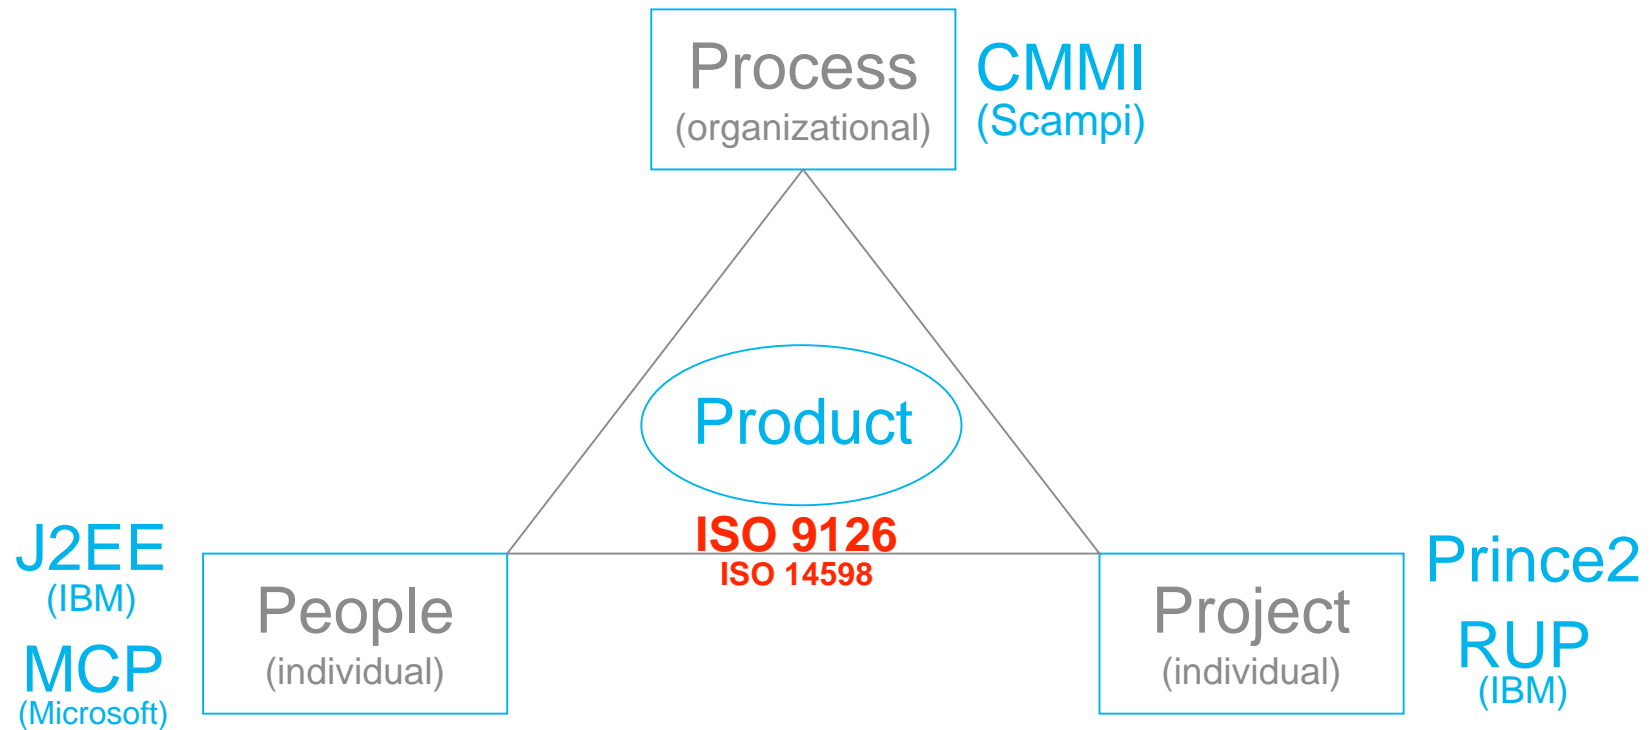 Process
(organizational)
CMMI
(Scampi)
Product
ISO 9126
ISO 14598
J2EE
(IBM)
MCP
(Microsoft)
People
(individual)
Project
(individual)
Prince2
RUP
(IBM)